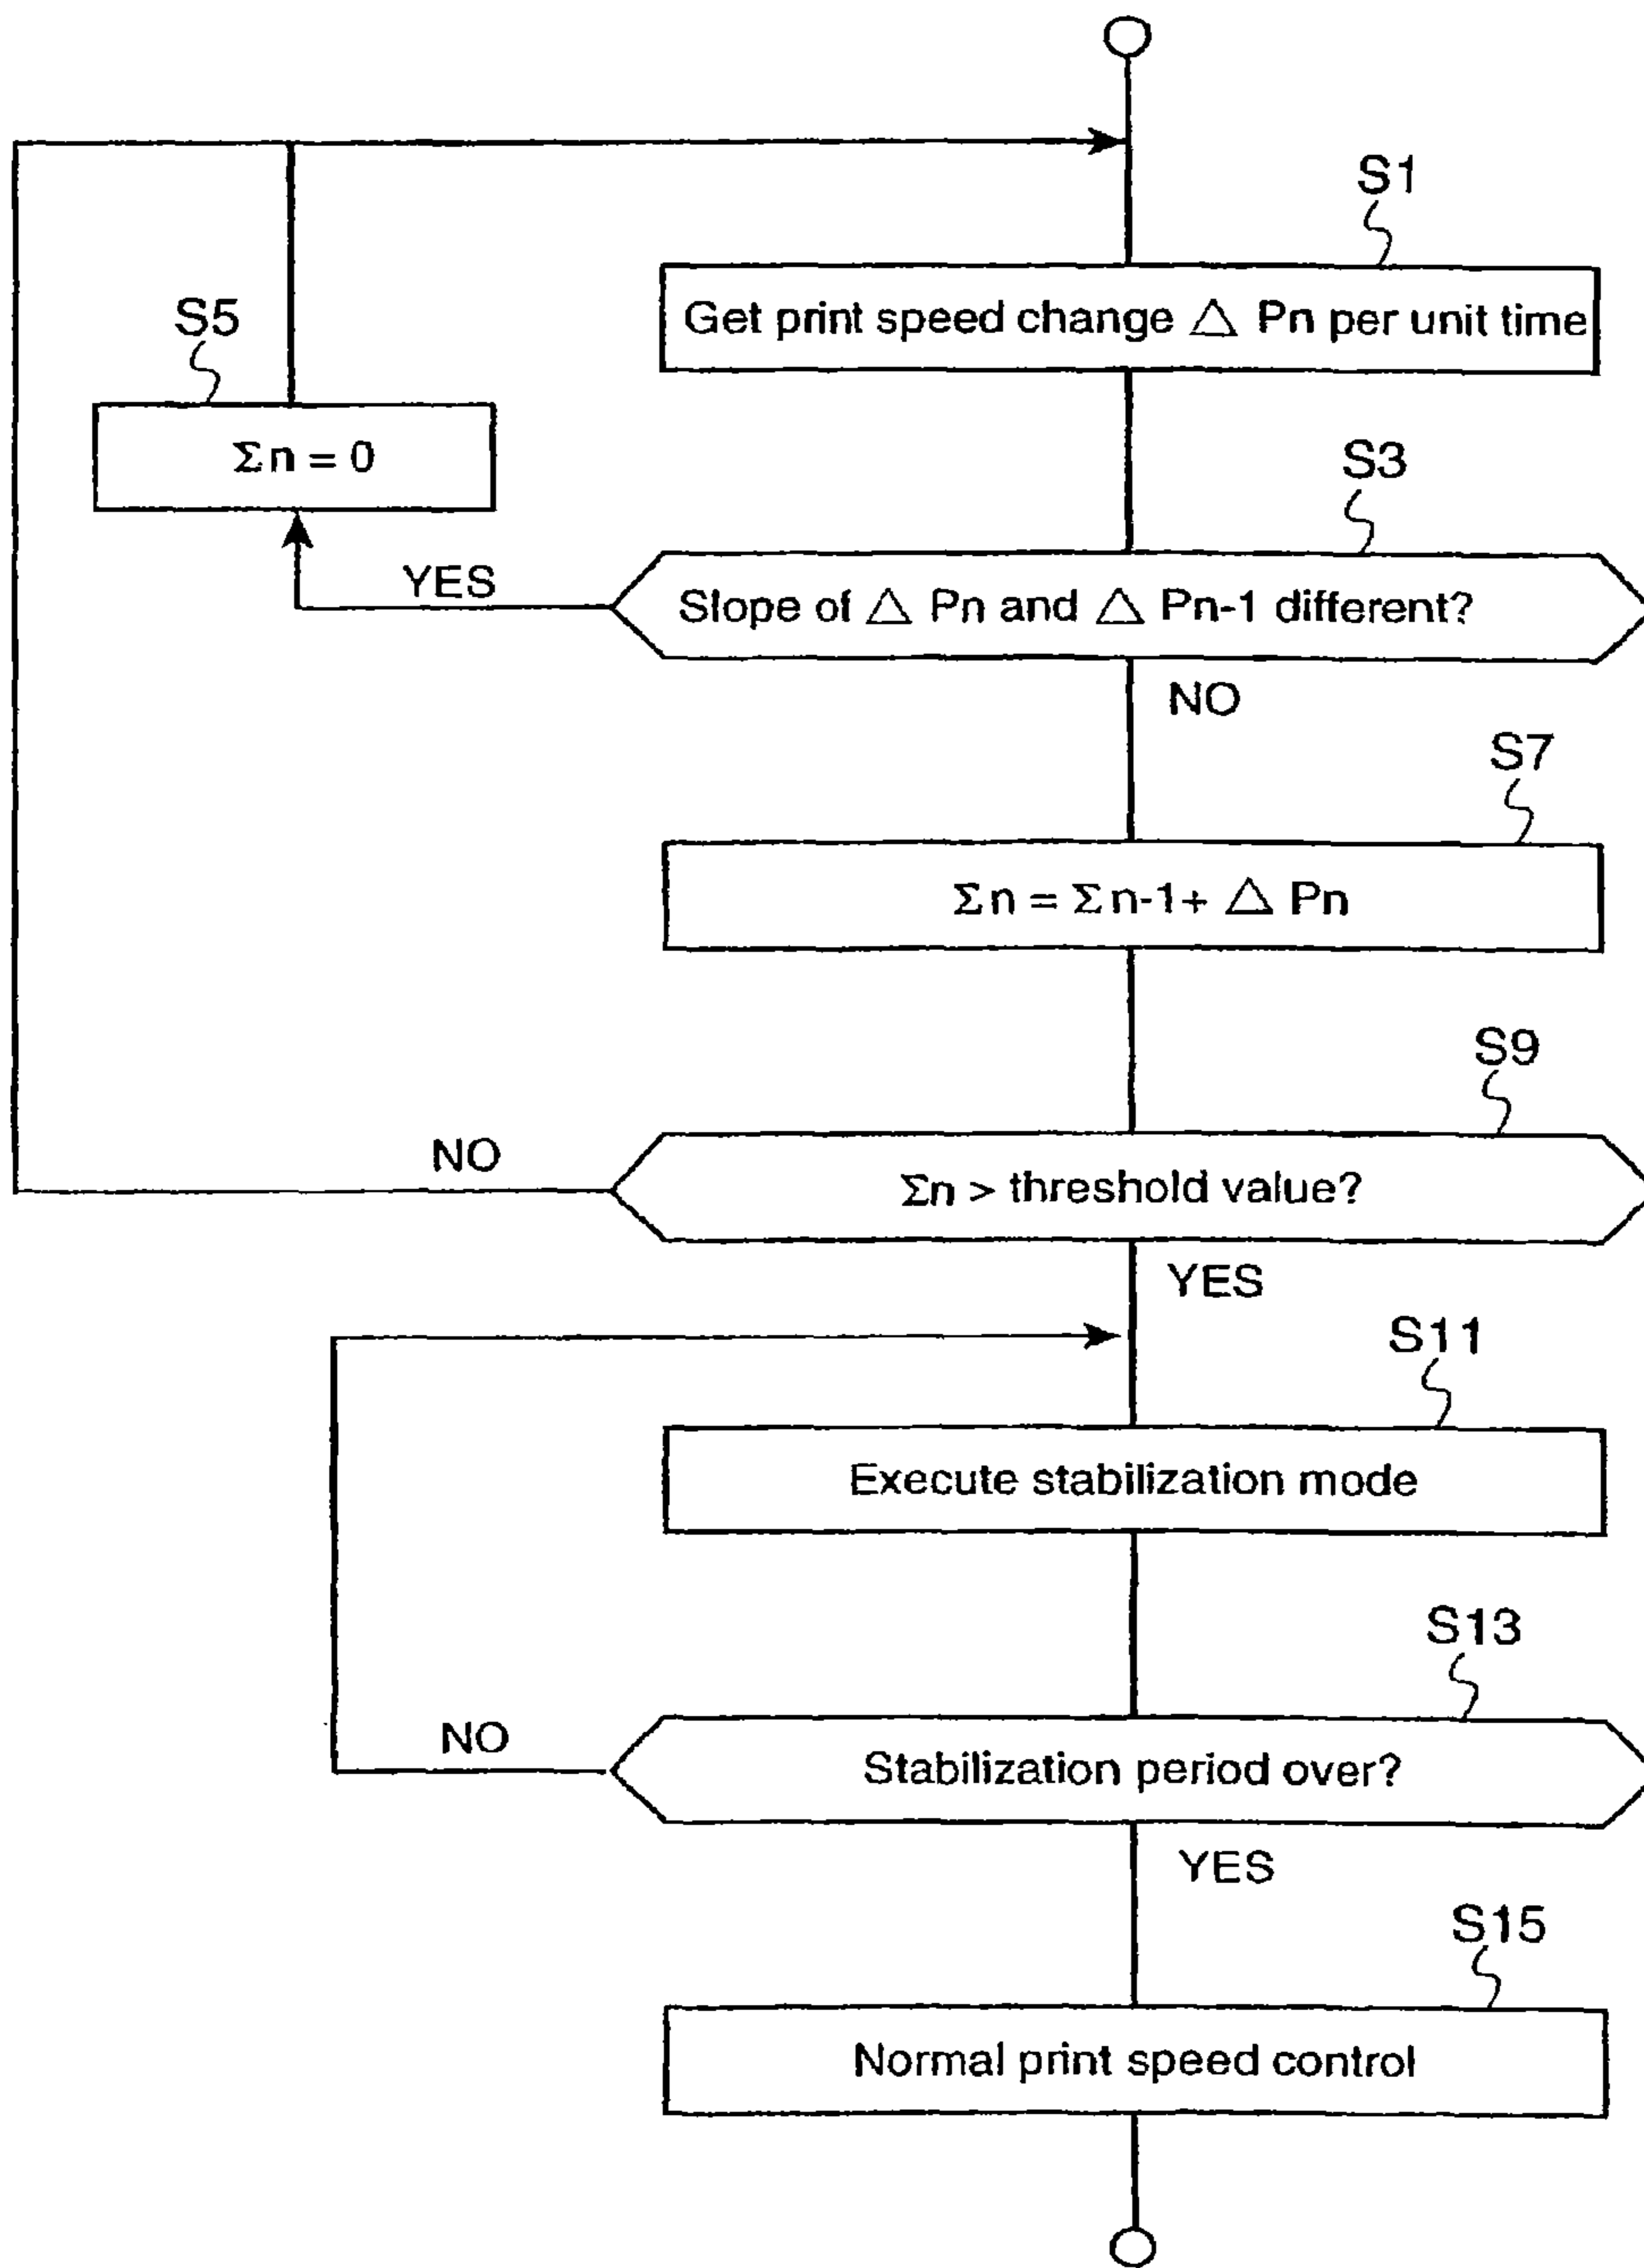 S1
Get print speed change △ Pn per unit time
S5
Σn = 0
S3
YES
Slope of △ Pn and △ Pn-1 different?
NO
S7
Σn = Σn-1+ △ Pn
S9
NO
Σn > threshold value?
YES
S11
Execute stabilization mode
S13
NO
Stabilization period over?
YES
S15
Normal print speed control